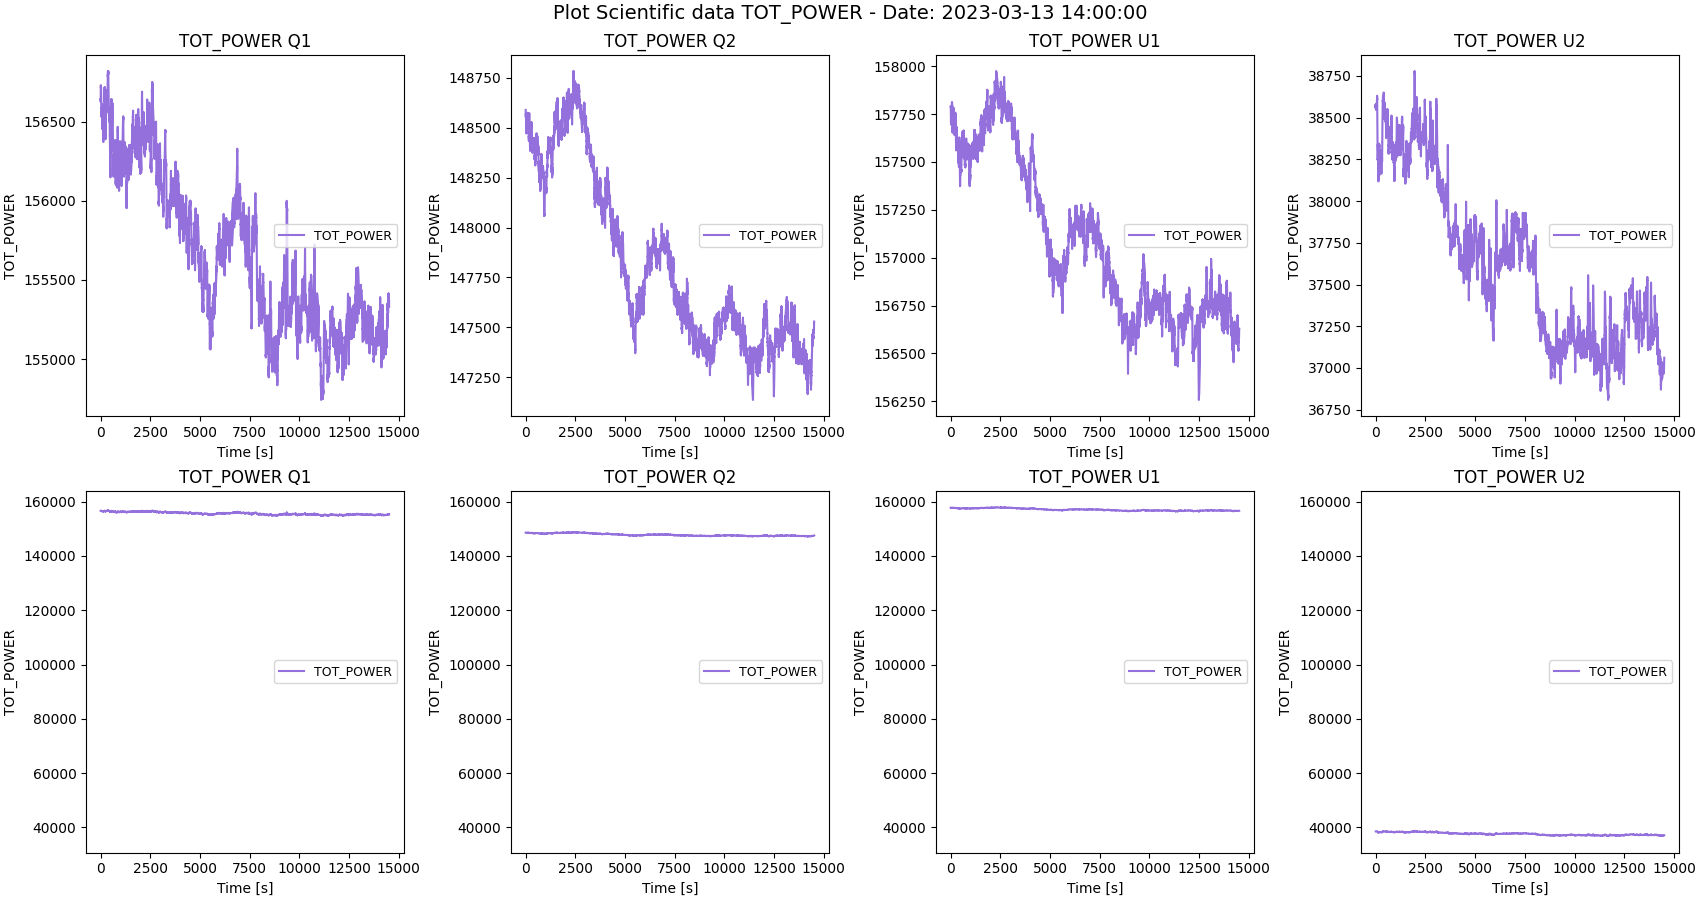 Plot Scientific data TOT_POWER - Date: 2023-03-13 14:00:00
TOT_POWER Q1
TOT_POWER
156500
156000
155500
155000
TOT_POWER
0 2500 5000 7500 10000 12500 15000
Time [s]
TOT_POWER Q2
TOT_POWER
148750
148500
148250
148000
147750
147500
147250
TOT_POWER
0 2500 5000 7500 10000 12500 15000
Time [s]
TOT_POWER U1
TOT_POWER
158000
157750
157500
157250
157000
156750
156500
156250
TOT_POWER
0 2500 5000 7500 10000 12500 15000
Time [s]
TOT_POWER U2
TOT_POWER
38750
38500
38250
38000
37750
37500
37250
37000
36750
TOT_POWER
0 2500 5000 7500 10000 12500 15000
Time [s]
TOT_POWER Q1
TOT_POWER
160000
140000
120000
100000
80000
60000
40000
TOT_POWER
0 2500 5000 7500 10000 12500 15000
Time [s]
TOT_POWER Q2
TOT_POWER
160000
140000
120000
100000
80000
60000
40000
TOT_POWER
0 2500 5000 7500 10000 12500 15000
Time [s]
TOT_POWER U1
TOT_POWER
160000
140000
120000
100000
80000
60000
40000
TOT_POWER
0 2500 5000 7500 10000 12500 15000
Time [s]
TOT_POWER U2
TOT_POWER
160000
140000
120000
100000
80000
60000
40000
TOT_POWER
0 2500 5000 7500 10000 12500 15000
Time [s]